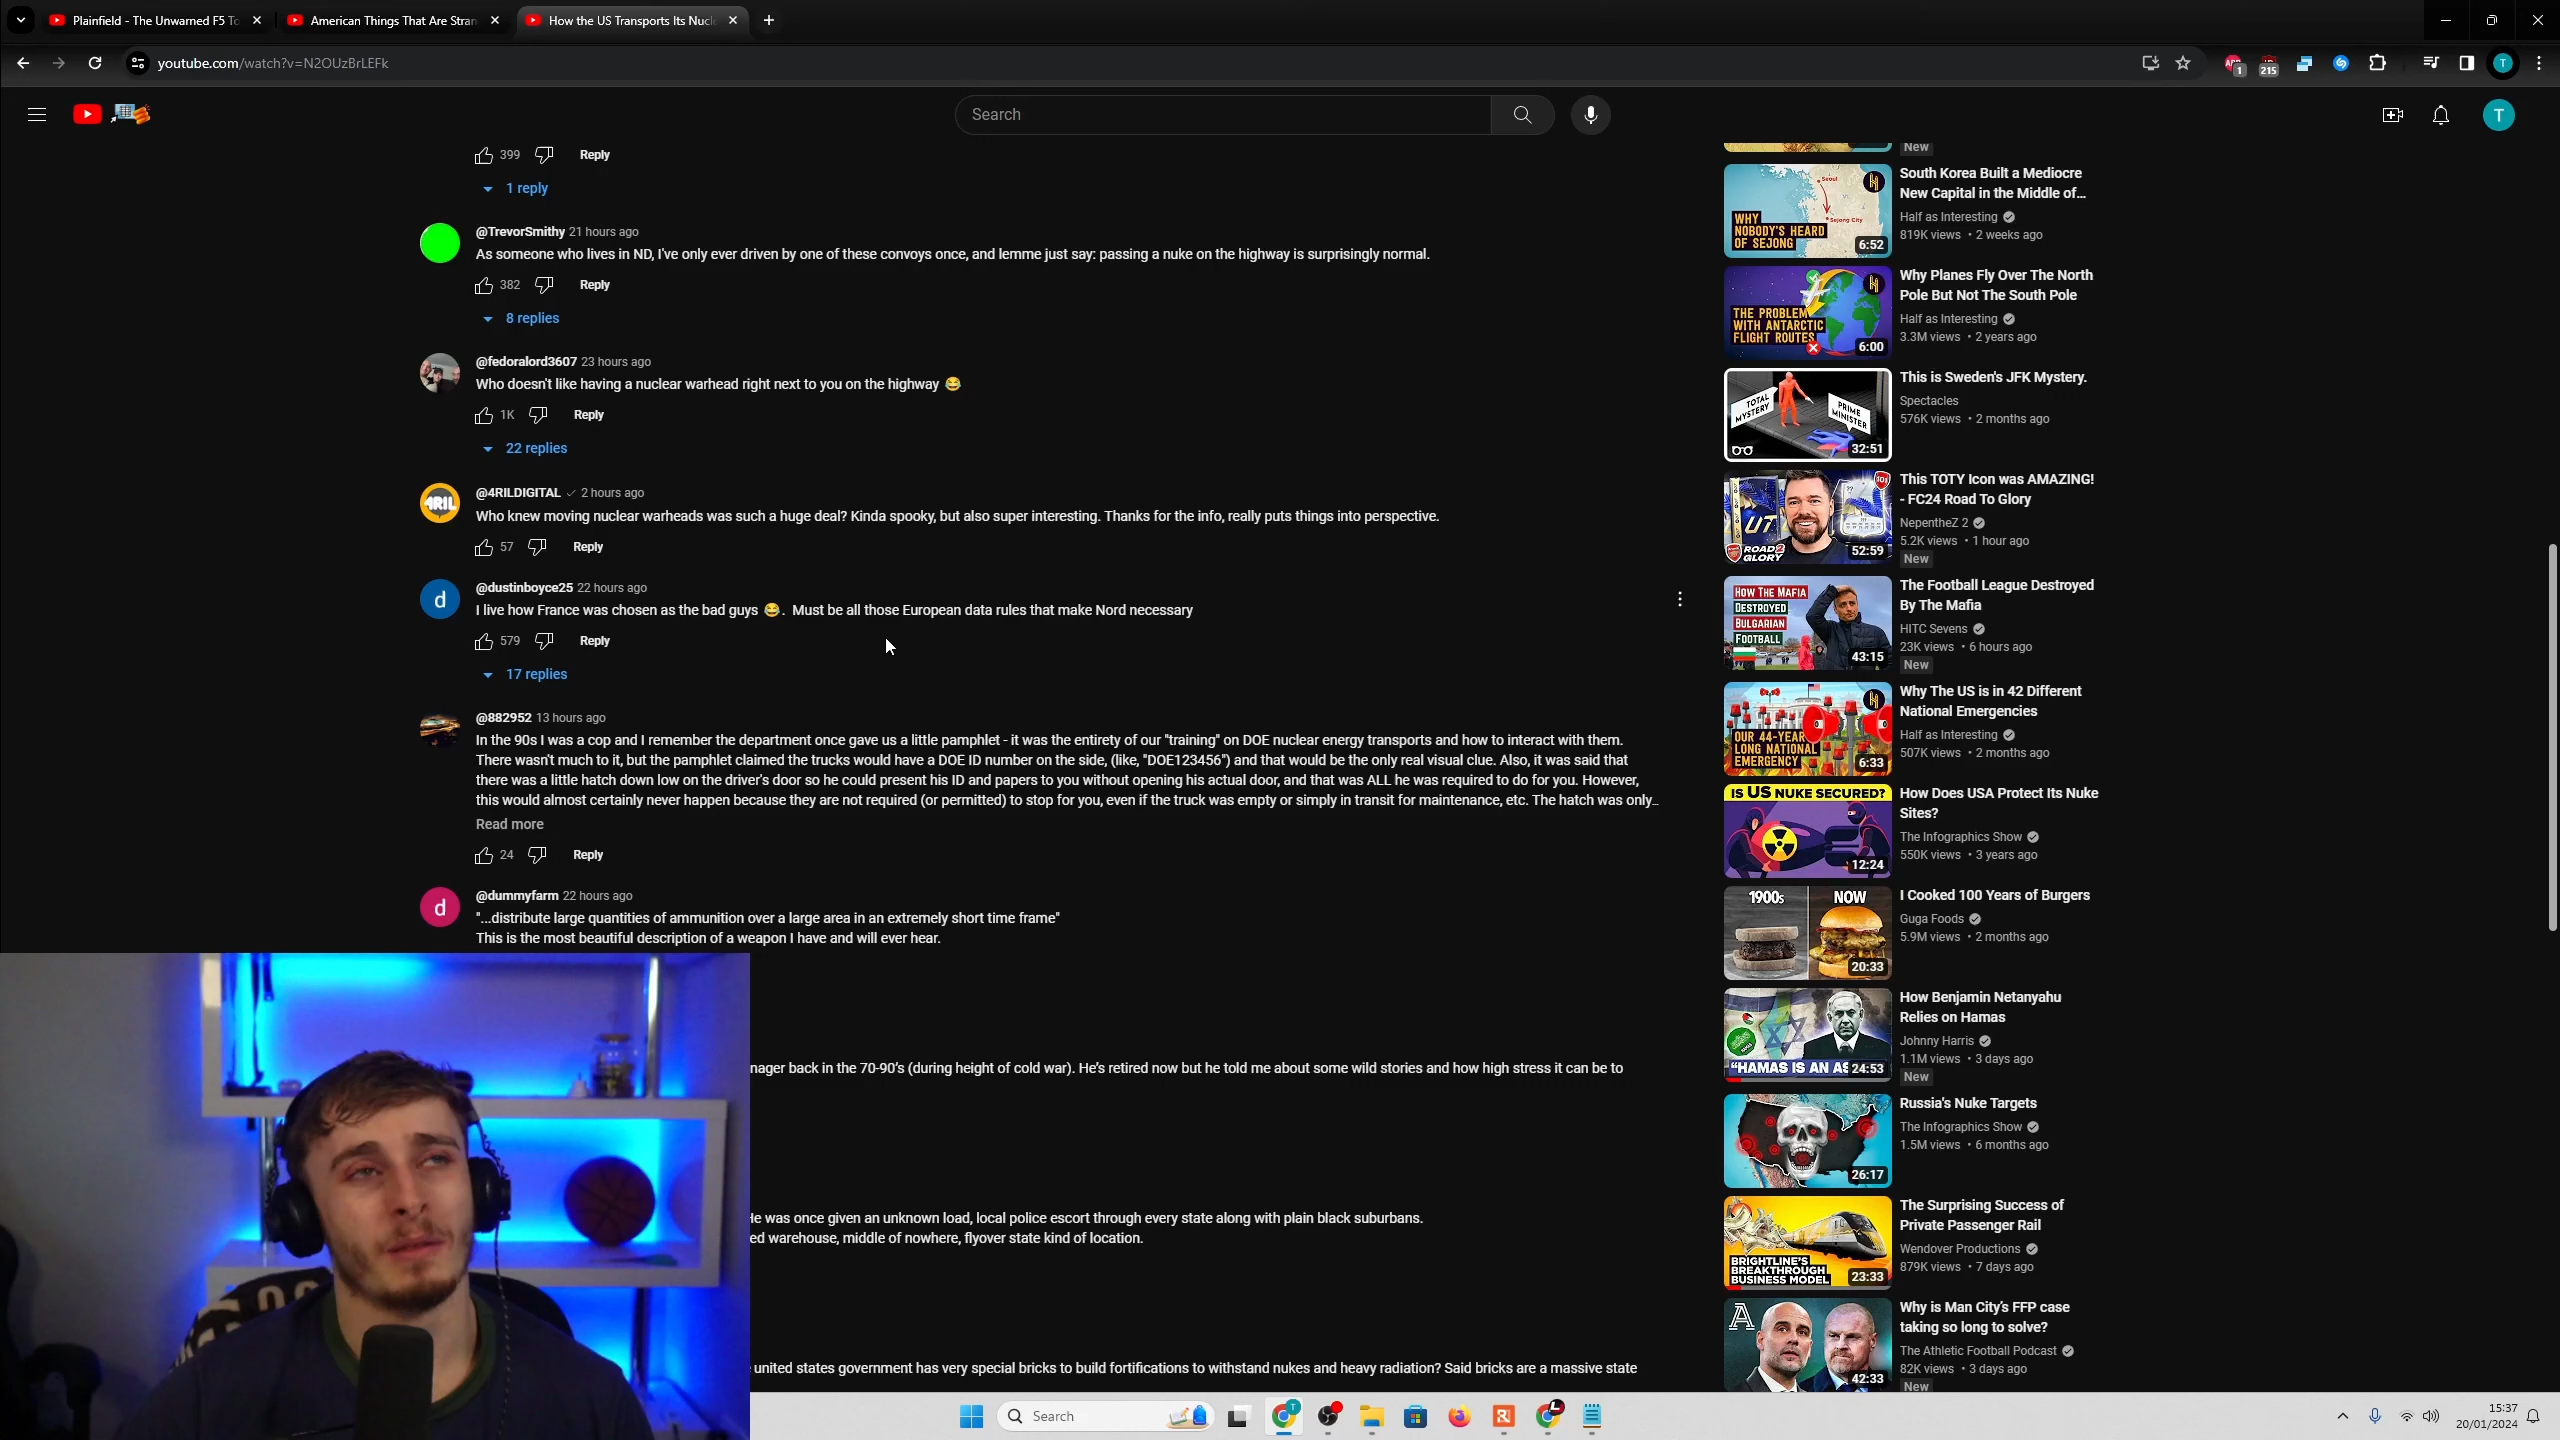 Plainfield - The Unwarned F5 To
American Things That Are Stran
How the US Transports Its Nucl
youtube.com/watch?v=N2OUzBrLEFk
1
215
T
Search
T
399
Reply
1 reply
@TrevorSmithy 21 hours ago
As someone who lives in ND, I've only ever driven by one of these convoys once, and lemme just say: passing a nuke on the highway is surprisingly normal.
382
Reply
8 replies
@fedoralord3607 23 hours ago
Who doesn't like having a nuclear warhead right next to you on the highway 😂
1K
Reply
22 replies
4RIL
@4RILDIGITAL 2 hours ago
Who knew moving nuclear warheads was such a huge deal? Kinda spooky, but also super interesting. Thanks for the info, really puts things into perspective.
57
Reply
d
@dustinboyce25 22 hours ago
I live how France was chosen as the bad guys 😂.  Must be all those European data rules that make Nord necessary
579
Reply
17 replies
@882952 13 hours ago
In the 90s I was a cop and I remember the department once gave us a little pamphlet - it was the entirety of our "training" on DOE nuclear energy transports and how to interact with them.
There wasn't much to it, but the pamphlet claimed the trucks would have a DOE ID number on the side, (like, "DOE123456") and that would be the only real visual clue. Also, it was said that
there was a little hatch down low on the driver's door so he could present his ID and papers to you without opening his actual door, and that was ALL he was required to do for you. However,
this would almost certainly never happen because they are not required (or permitted) to stop for you, even if the truck was empty or simply in transit for maintenance, etc. The hatch was only…
Read more
24
Reply
d
@dummyfarm 22 hours ago
"...distribute large quantities of ammunition over a large area in an extremely short time frame"
This is the most beautiful description of a weapon I have and will ever hear.
nager back in the 70-90's (during height of cold war). He's retired now but he told me about some wild stories and how high stress it can be to
He was once given an unknown load, local police escort through every state along with plain black suburbans.
ed warehouse, middle of nowhere, flyover state kind of location.
united states government has very special bricks to build fortifications to withstand nukes and heavy radiation? Said bricks are a massive state
New
Seoul
Sejong City
WHY
NOBODY'S HEARD
OF SEJONG
6:52
South Korea Built a Mediocre
New Capital in the Middle of...
Half as Interesting
819K views • 2 weeks ago
THE PROBLEM
WITH ANTARCTIC
FLIGHT ROUTES
6:00
Why Planes Fly Over The North
Pole But Not The South Pole
Half as Interesting
3.3M views • 2 years ago
TOTAL
MYSTERY
PRIME
MINISTER
32:51
This is Sweden's JFK Mystery.
Spectacles
576K views • 2 months ago
UT
ROAD2
GLORY
52:59
This TOTY Icon was AMAZING!
- FC24 Road To Glory
NepentheZ 2
5.2K views • 1 hour ago
New
HOW THE MAFIA
DESTROYED
BULGARIAN
FOOTBALL
43:15
The Football League Destroyed
By The Mafia
HITC Sevens
23K views • 6 hours ago
New
OUR 44-YEAR
LONG NATIONAL
EMERGENCY
6:33
Why The US is in 42 Different
National Emergencies
Half as Interesting
507K views • 2 months ago
IS US NUKE SECURED?
12:24
How Does USA Protect Its Nuke
Sites?
The Infographics Show
550K views • 3 years ago
1900s
NOW
20:33
I Cooked 100 Years of Burgers
Guga Foods
5.9M views • 2 months ago
"HAMAS IS AN AS
24:53
How Benjamin Netanyahu
Relies on Hamas
Johnny Harris
1.1M views • 3 days ago
New
26:17
Russia's Nuke Targets
The Infographics Show
1.5M views • 6 months ago
BRIGHTLINE'S
BREAKTHROUGH
BUSINESS MODEL
23:33
The Surprising Success of
Private Passenger Rail
Wendover Productions
879K views • 7 days ago
A
42:33
Why is Man City's FFP case
taking so long to solve?
The Athletic Football Podcast
82K views • 3 days ago
New
Search
15:37
20/01/2024